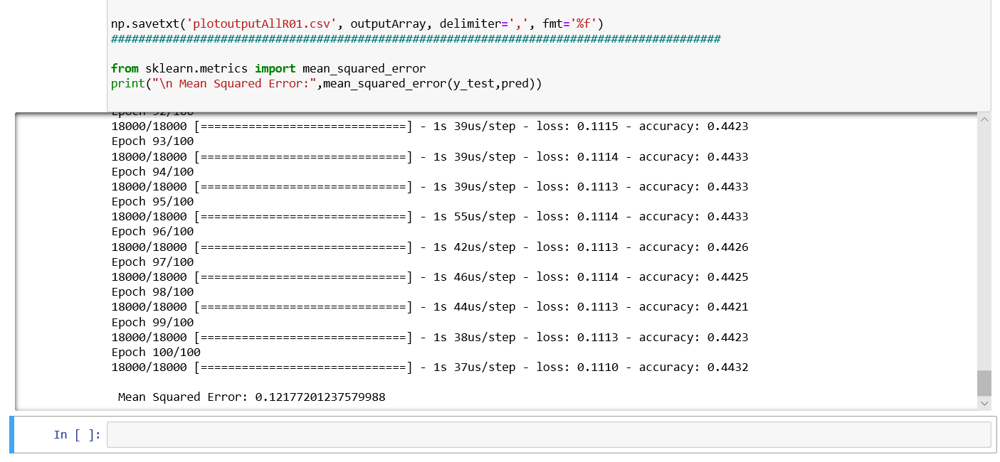 np.savetxt('plotoutputAllR01.csv', outputArray, delimiter=',', fmt='%f')
#########################################################################################
from sklearn.metrics import mean_squared_error
print("\n Mean Squared Error:",mean_squared_error(y_test,pred))
Epoch 92/100
18000/18000 [==============================] - 1s 39us/step - loss: 0.1115 - accuracy: 0.4423
Epoch 93/100
18000/18000 [==============================] - 1s 39us/step - loss: 0.1114 - accuracy: 0.4433
Epoch 94/100
18000/18000 [==============================] - 1s 39us/step - loss: 0.1113 - accuracy: 0.4433
Epoch 95/100
18000/18000 [==============================] - 1s 55us/step - loss: 0.1114 - accuracy: 0.4433
Epoch 96/100
18000/18000 [==============================] - 1s 42us/step - loss: 0.1113 - accuracy: 0.4426
Epoch 97/100
18000/18000 [==============================] - 1s 46us/step - loss: 0.1114 - accuracy: 0.4425
Epoch 98/100
18000/18000 [==============================] - 1s 44us/step - loss: 0.1113 - accuracy: 0.4421
Epoch 99/100
18000/18000 [==============================] - 1s 38us/step - loss: 0.1113 - accuracy: 0.4423
Epoch 100/100
18000/18000 [==============================] - 1s 37us/step - loss: 0.1110 - accuracy: 0.4432
Mean Squared Error: 0.12177201237579988
In [ ]: